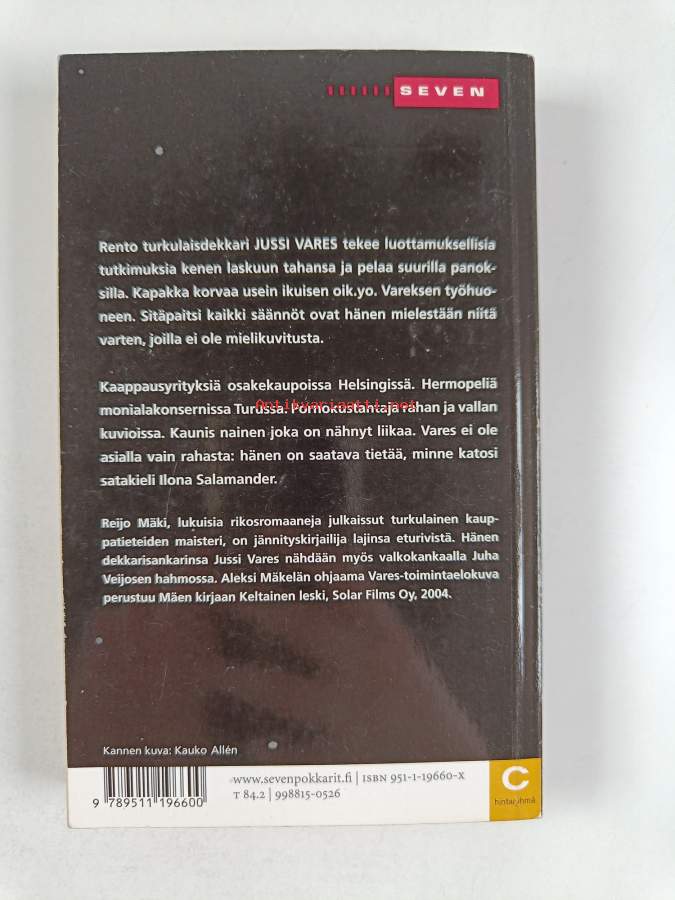 SEVEN
Rento turkulaisdekkari JUSSI VARES tekee luottamuksellisia
tutkimuksia kenen laskuun tahansa ja pelaa suurilla panok-
silla. Kapakka korvaa usein ikuisen oik.yo. Vareksen työhuo-
neen. Sitäpaitsi kaikki säännöt ovat hänen mielestään niitä
varten, joilla ei ole mielikuvitusta.
Kaappausyrityksiä osakekaupoissa Helsingissä. Hermopeliä
monialakonsernissa Turussa. Pornokustantaja rahan ja vallan
Antikvariaatti.net
kuvioissa. Kaunis nainen joka on nähnyt liikaa. Vares ei ole
asialla vain rahasta: hänen on saatava tietää, minne katosi
satakieli Ilona Salamander.
Reijo Mäki, lukuisia rikosromaaneja julkaissut turkulainen kaup-
patieteiden maisteri, on jännityskirjailija lajinsa eturivistä. Hänen
dekkarisankarinsa Jussi Vares nähdään myös valkokankaalla Juha
Veijosen hahmossa. Aleksi Mäkelän ohjaama Vares-toimintaelokuva
perustuu Mäen kirjaan Keltainen leski, Solar Films Oy, 2004.
Kannen kuva: Kauko Allén
www.sevenpokkarit.fi | ISBN 951-1-19660-X
T 84.2 | 998815-0526
9 789511 196600
C
hintaryhmä